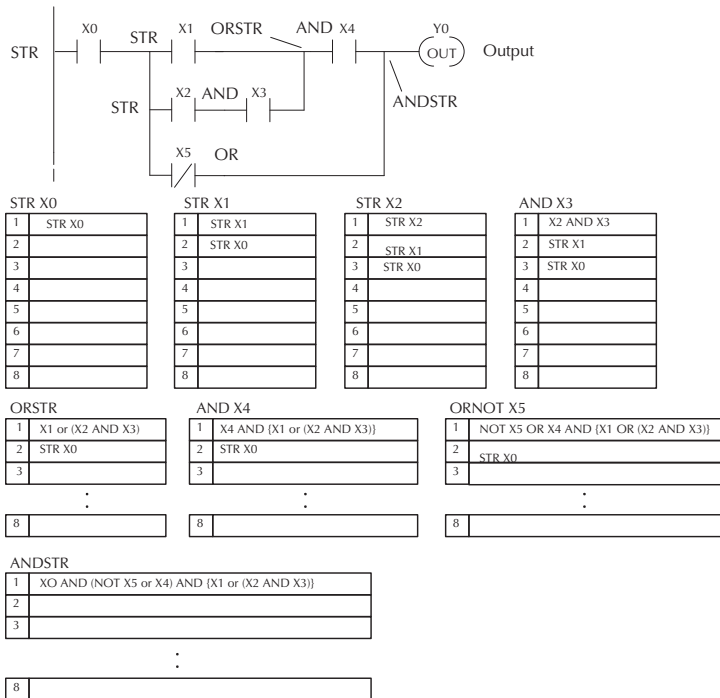 X0 STR X1 ORSTR AND X4 Y0
STR OUT Output
X2 AND X3
STR ANDSTR
X5 OR
STR X0
1 STR X0
2
3
4
5
6
7
8
STR X1
1 STR X1
2 STR X0
3
4
5
6
7
8
STR X2
1 STR X2
2 STR X1
3 STR X0
4
5
6
7
8
AND X3
1 X2 AND X3
2 STR X1
3 STR X0
4
5
6
7
8
ORSTR
1 X1 or (X2 AND X3)
2 STR X0
3
8
AND X4
1 X4 AND {X1 or (X2 AND X3)}
2 STR X0
3
8
ORNOT X5
1 NOT X5 OR X4 AND {X1 OR (X2 AND X3)}
2 STR X0
3
8
ANDSTR
1 XO AND (NOT X5 or X4) AND {X1 or (X2 AND X3)}
2
3
8